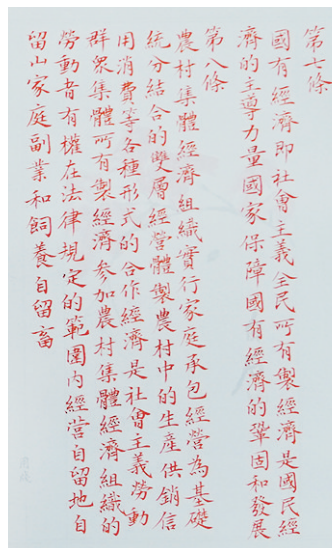 第七條
國有經濟即社會主義全民所有製經濟是國民經
濟的主導力量國家保障國有經濟的鞏固和發展
第八條
農村集體經濟組織實行家庭承包經營為基礎
統分結合的雙層經營體製農村中的生產供銷信
用消費等各種形式的合作經濟是社會主義勞動
群眾集體所有製經濟參加農村集體經濟組織的
勞動者有權在法律規定的範圍內經營自留地自
留山家庭副業和飼養自留畜